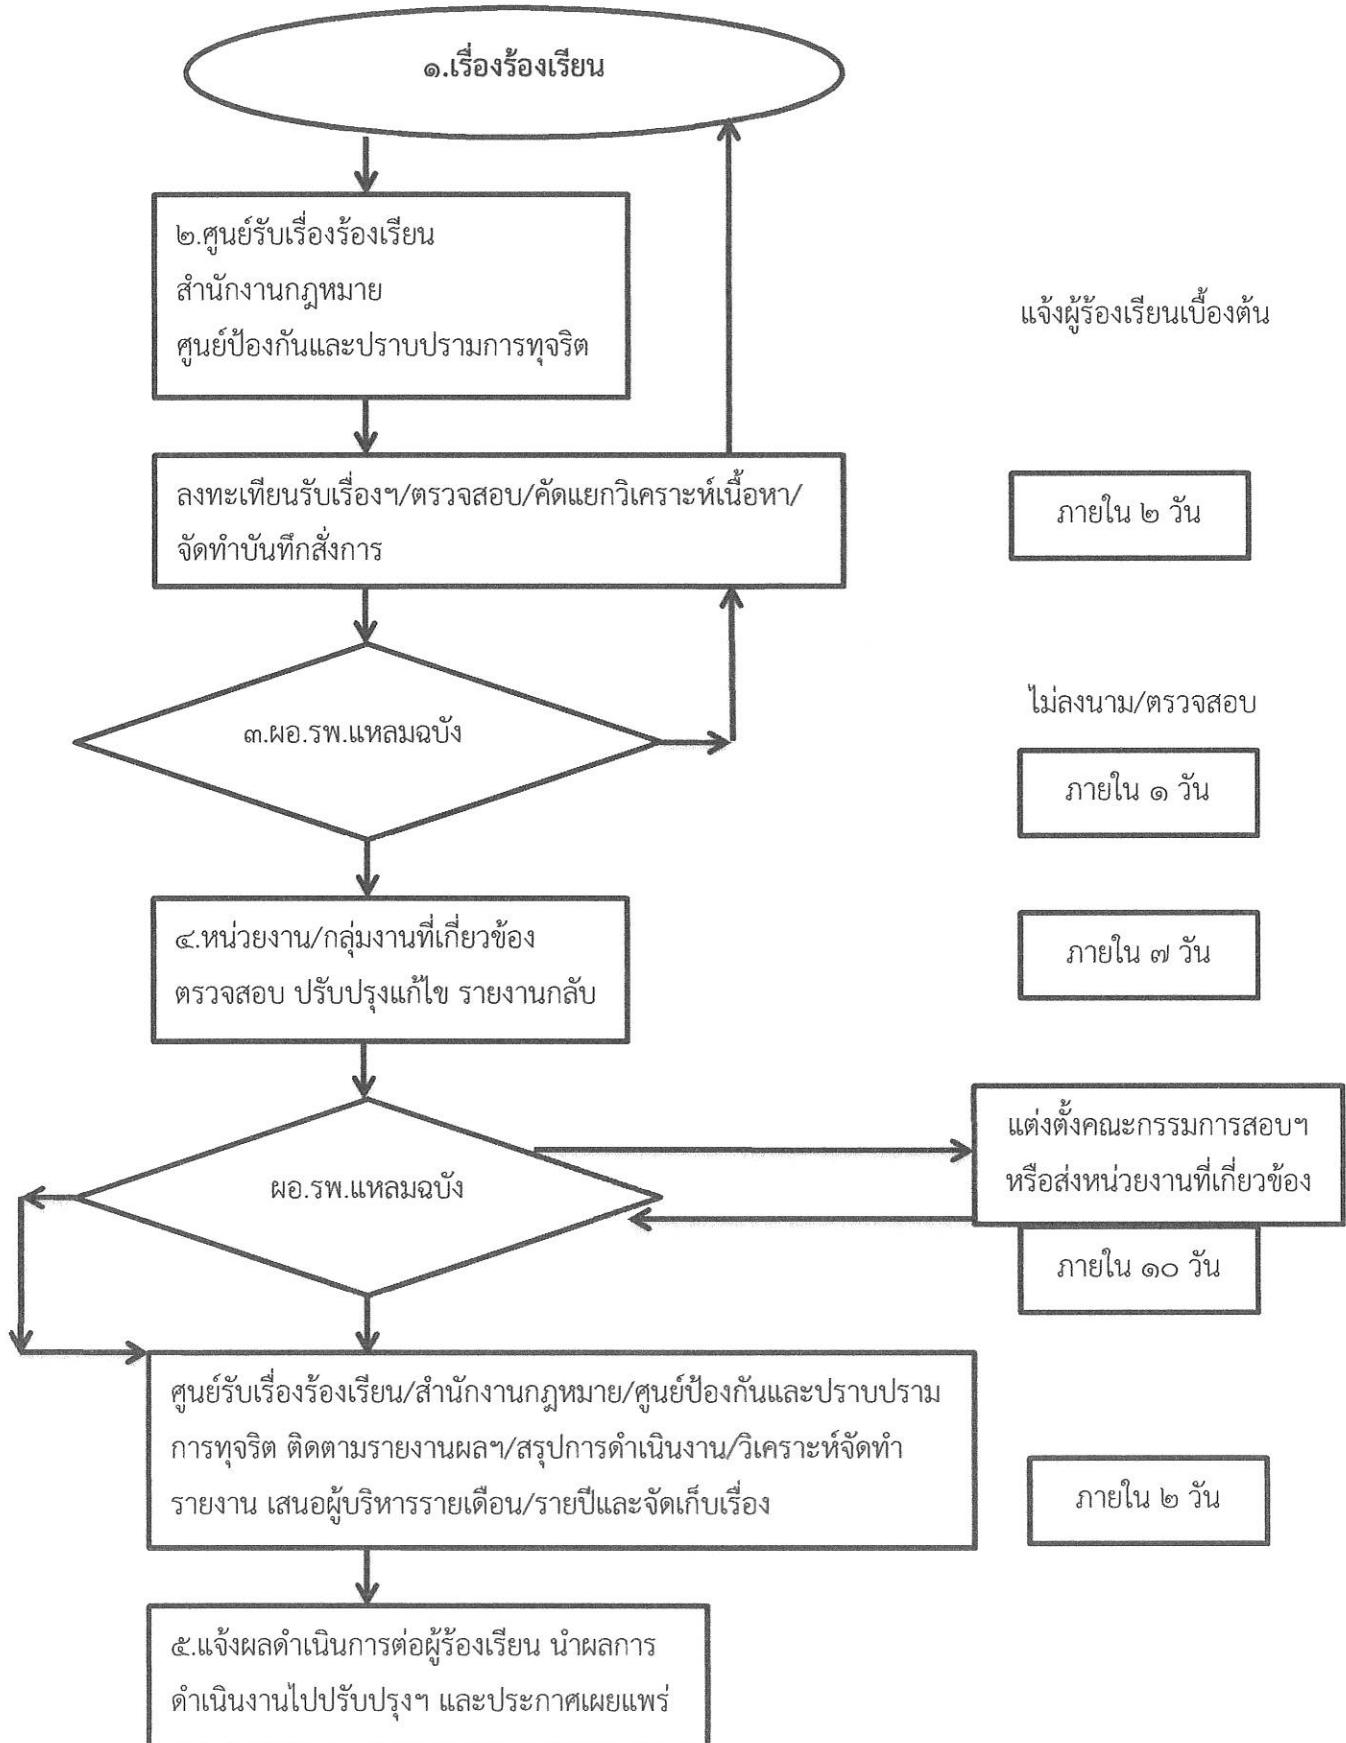 ๑.เรื่องร้องเรียน
๒.ศูนย์รับเรื่องร้องเรียน
สำนักงานกฎหมาย
ศูนย์ป้องกันและปราบปรามการทุจริต
แจ้งผู้ร้องเรียนเบื้องต้น
ลงทะเทียนรับเรื่องฯ/ตรวจสอบ/คัดแยกวิเคราะห์เนื้อหา/
จัดทำบันทึกสั่งการ
ภายใน ๒ วัน
๓.ผอ.รพ.แหลมฉบัง
ไม่ลงนาม/ตรวจสอบ
ภายใน ๑ วัน
๔.หน่วยงาน/กลุ่มงานที่เกี่ยวข้อง
ตรวจสอบ ปรับปรุงแก้ไข รายงานกลับ
ภายใน ๗ วัน
ผอ.รพ.แหลมฉบัง
แต่งตั้งคณะกรรมการสอบฯ
หรือส่งหน่วยงานที่เกี่ยวข้อง
ภายใน ๑๐ วัน
ศูนย์รับเรื่องร้องเรียน/สำนักงานกฎหมาย/ศูนย์ป้องกันและปราบปราม
การทุจริต ติดตามรายงานผลฯ/สรุปการดำเนินงาน/วิเคราะห์จัดทำ
รายงาน เสนอผู้บริหารรายเดือน/รายปีและจัดเก็บเรื่อง
ภายใน ๒ วัน
๕.แจ้งผลดำเนินการต่อผู้ร้องเรียน นำผลการ
ดำเนินงานไปปรับปรุงฯ และประกาศเผยแพร่